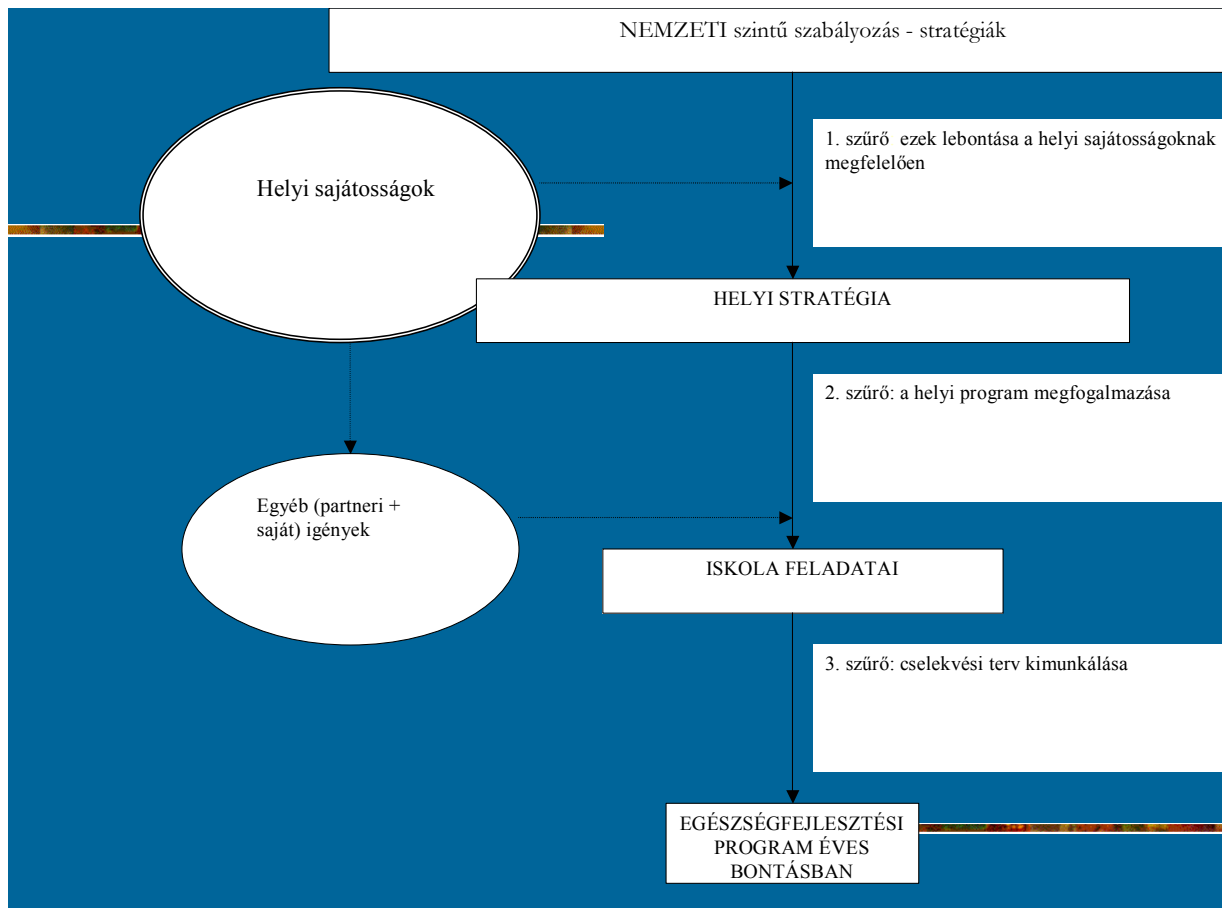 NEMZETI szintű szabályozás - stratégiák
1. szűrő ezek lebontása a helyi sajátosságoknak
megfelelően
Helyi sajátosságok
HELYI STRATÉGIA
2. szűrő: a helyi program megfogalmazása
Egyéb (partneri +
saját) igények
ISKOLA FELADATAI
3. szűrő: cselekvési terv kimunkálása
EGÉSZSÉGFEJLESZTÉSI
PROGRAM ÉVES
BONTÁSBAN